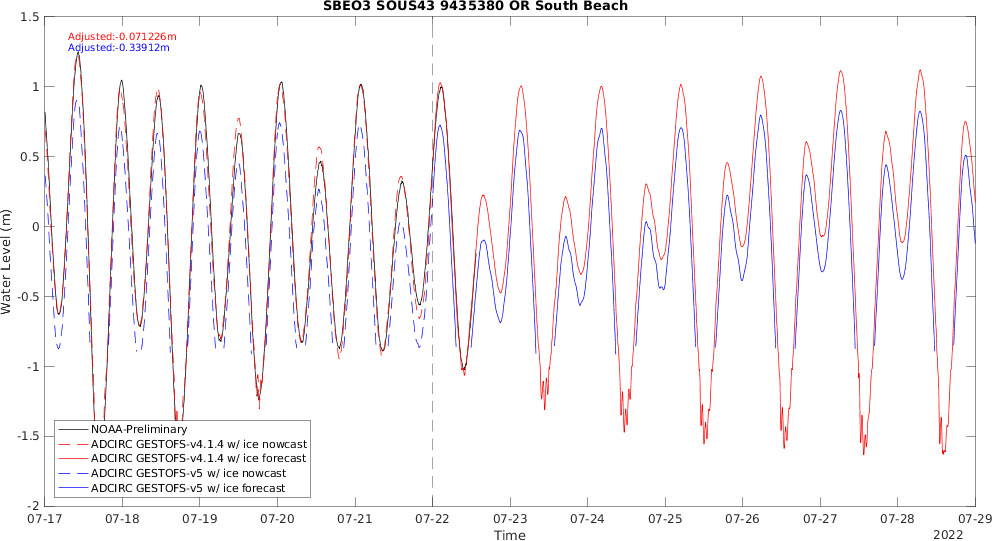 SBEO3 SOUS43 9435380 OR South Beach
Adjusted:-0.071226m
Adjusted:-0.33912m
1.5
1
0.5
0
-0.5
-1
-1.5
-2
Water Level (m)
NOAA-Preliminary
ADCIRC GESTOFS-v4.1.4 w/ ice nowcast
ADCIRC GESTOFS-v4.1.4 w/ ice forecast
ADCIRC GESTOFS-v5 w/ ice nowcast
ADCIRC GESTOFS-v5 w/ ice forecast
07-17 07-18 07-19 07-20 07-21 07-22 07-23 07-24 07-25 07-26 07-27 07-28 07-29
Time
2022